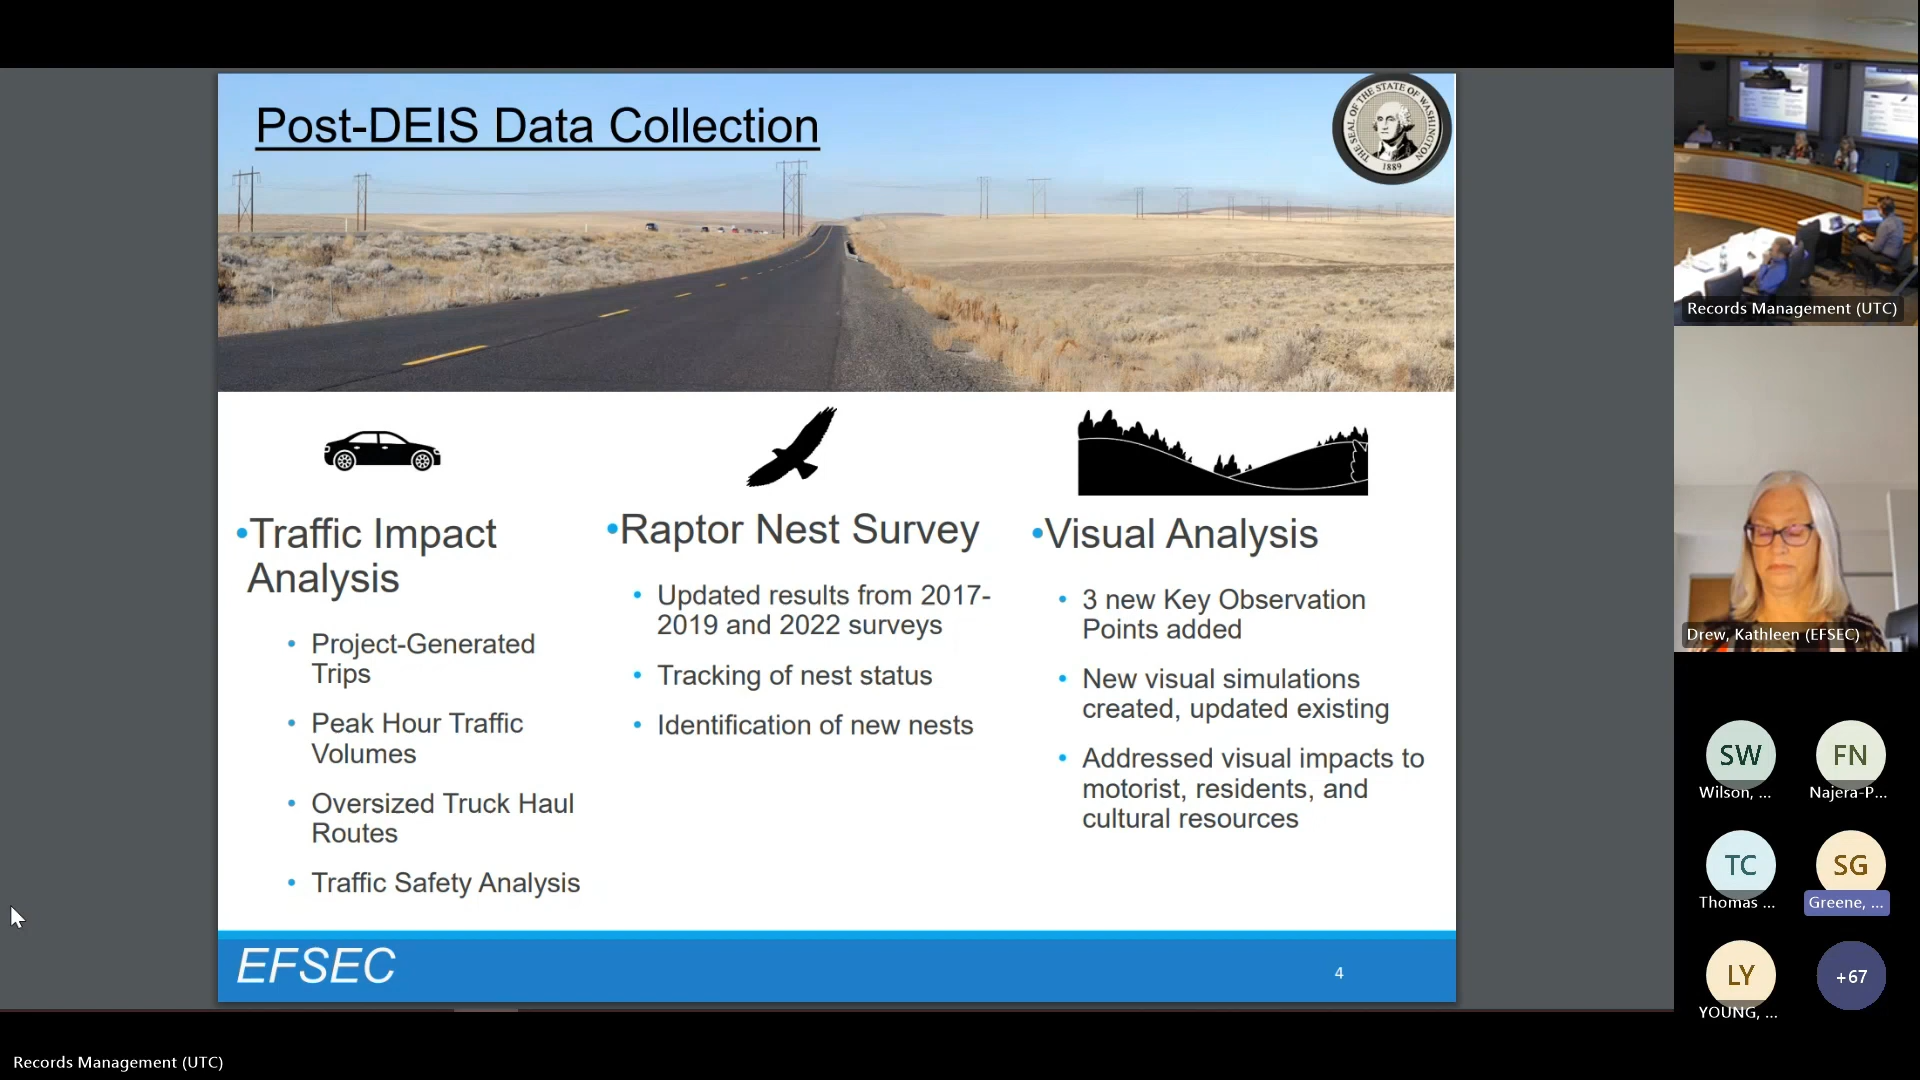 Post-DEIS Data Collection
THE SEAL OF THE STATE OF WASHINGTON
1889
•Traffic Impact
Analysis
• Project-Generated
Trips
• Peak Hour Traffic
Volumes
• Oversized Truck Haul
Routes
• Traffic Safety Analysis
•Raptor Nest Survey
• Updated results from 2017-
2019 and 2022 surveys
• Tracking of nest status
• Identification of new nests
•Visual Analysis
• 3 new Key Observation
Points added
• New visual simulations
created, updated existing
• Addressed visual impacts to
motorist, residents, and
cultural resources
EFSEC
4
Records Management (UTC)
Drew, Kathleen (EFSEC)
SW
Wilson, ...
FN
Najera-P...
TC
Thomas ...
SG
Greene, ...
LY
YOUNG, ...
+67
Records Management (UTC)